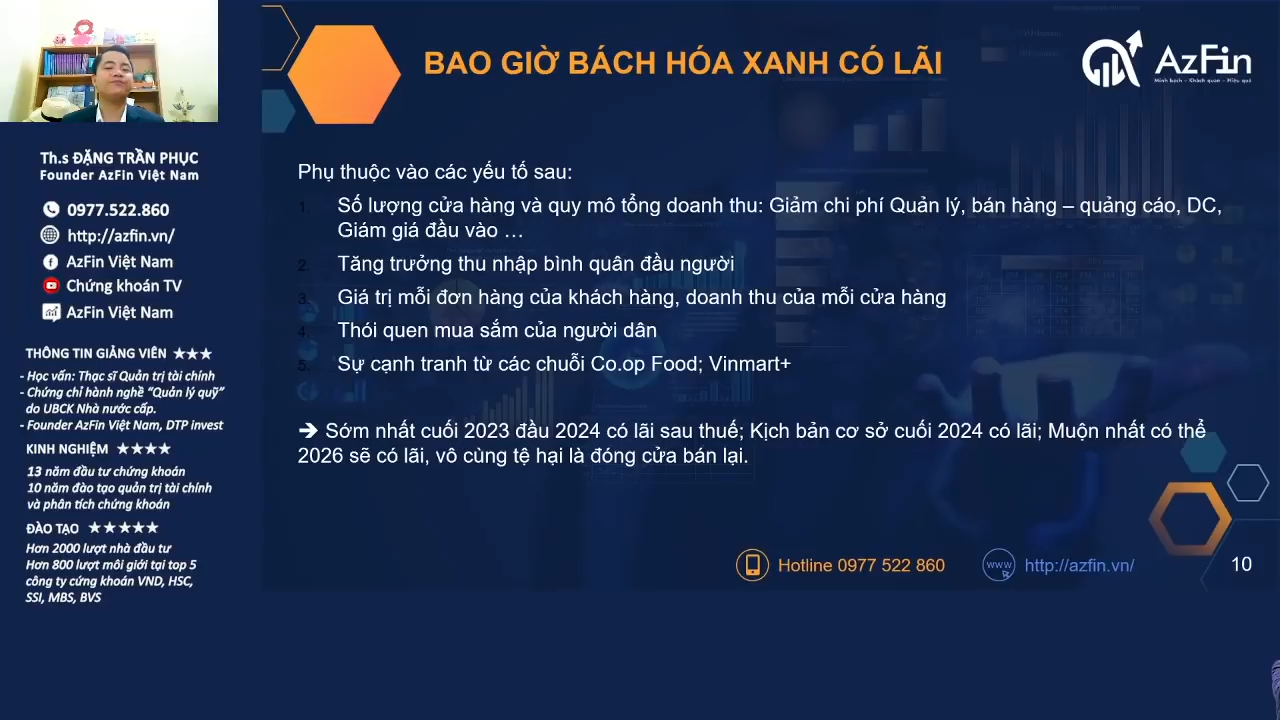 BAO GIỜ BÁCH HÓA XANH CÓ LÃI
AzFin
Minh bạch - Khách quan - Hiệu quả
Th.s ĐẶNG TRẦN PHỤC
Founder AzFin Việt Nam
0977.522.860
http://azfin.vn/
AzFin Việt Nam
Chứng khoán TV
AzFin Việt Nam
THÔNG TIN GIẢNG VIÊN ★★★
- Học vấn: Thạc sĩ Quản trị tài chính
- Chứng chỉ hành nghề “Quản lý quỹ”
do UBCK Nhà nước cấp.
- Founder AzFin Việt Nam, DTP invest
KINH NGHIỆM ★★★★
13 năm đầu tư chứng khoán
10 năm đào tạo quản trị tài chính
và phân tích chứng khoán
ĐÀO TẠO ★★★★★
Hơn 2000 lượt nhà đầu tư
Hơn 800 lượt môi giới tại top 5
công ty cứng khoán VND, HSC,
SSI, MBS, BVS
Phụ thuộc vào các yếu tố sau:
1. Số lượng cửa hàng và quy mô tổng doanh thu: Giảm chi phí Quản lý, bán hàng – quảng cáo, DC,
Giám giá đầu vào …
2. Tăng trưởng thu nhập bình quân đầu người
3. Giá trị mỗi đơn hàng của khách hàng, doanh thu của mỗi cửa hàng
4. Thói quen mua sắm của người dân
5. Sự cạnh tranh từ các chuỗi Co.op Food; Vinmart+
➔ Sớm nhất cuối 2023 đầu 2024 có lãi sau thuế; Kịch bản cơ sở cuối 2024 có lãi; Muộn nhất có thể
2026 sẽ có lãi, vô cùng tệ hại là đóng cửa bán lại.
Hotline 0977 522 860
www
http://azfin.vn/
10